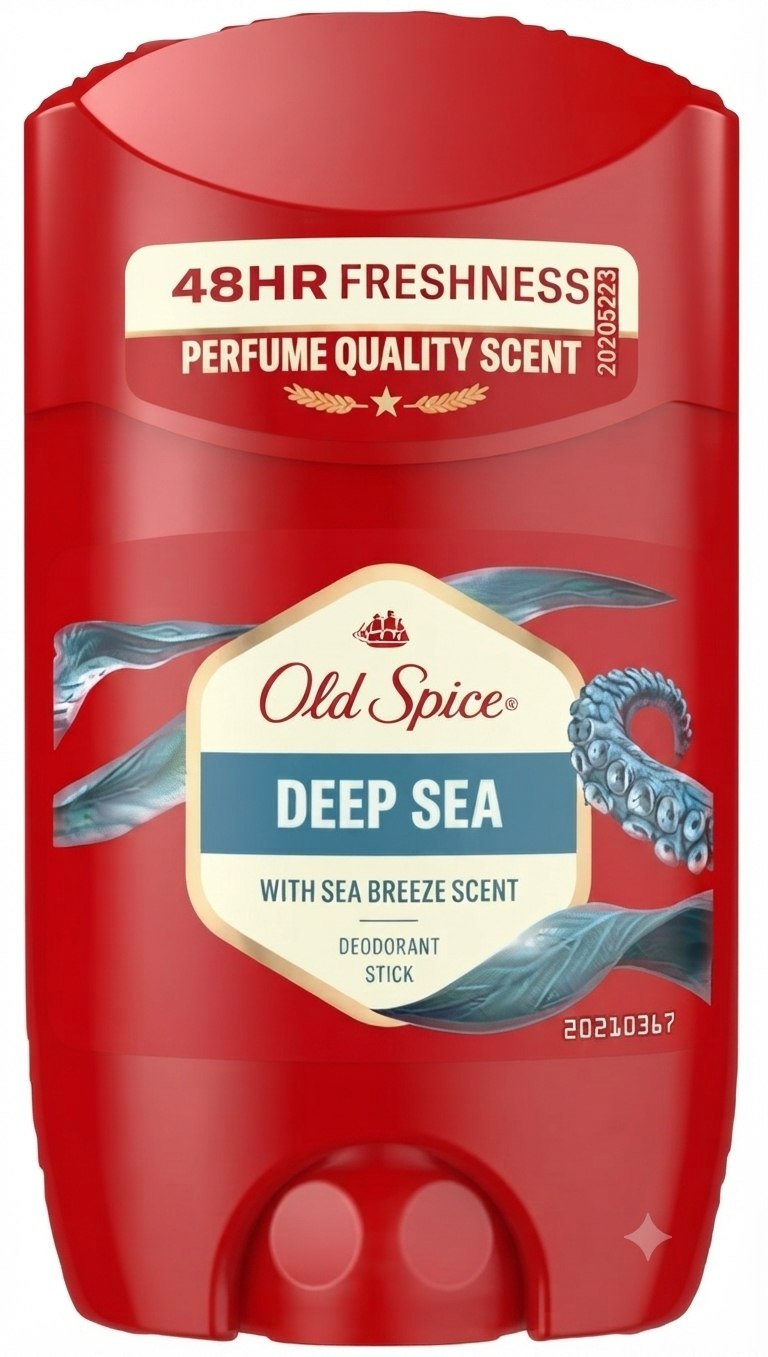 48HR FRESHNESS
20205223
PERFUME QUALITY SCENT
Old Spice®
DEEP SEA
WITH SEA BREEZE SCENT
DEODORANT
STICK
20210367